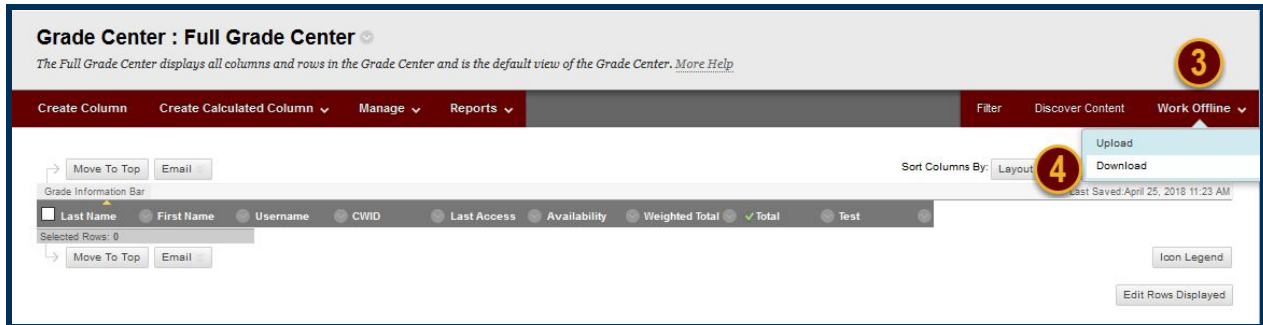 Grade Center : Full Grade Center
The Full Grade Center displays all columns and rows in the Grade Center and is the default view of the Grade Center. More Help
3
Create Column Create Calculated Column Manage Reports Filter Discover Content Work Offline
Upload
Move To Top Email Sort Columns By: Layout 4 Download
Grade Information Bar Last Saved:April 25, 2018 11:23 AM
Last Name First Name Username CWID Last Access Availability Weighted Total Total Test
Selected Rows: 0
Move To Top Email Icon Legend
Edit Rows Displayed